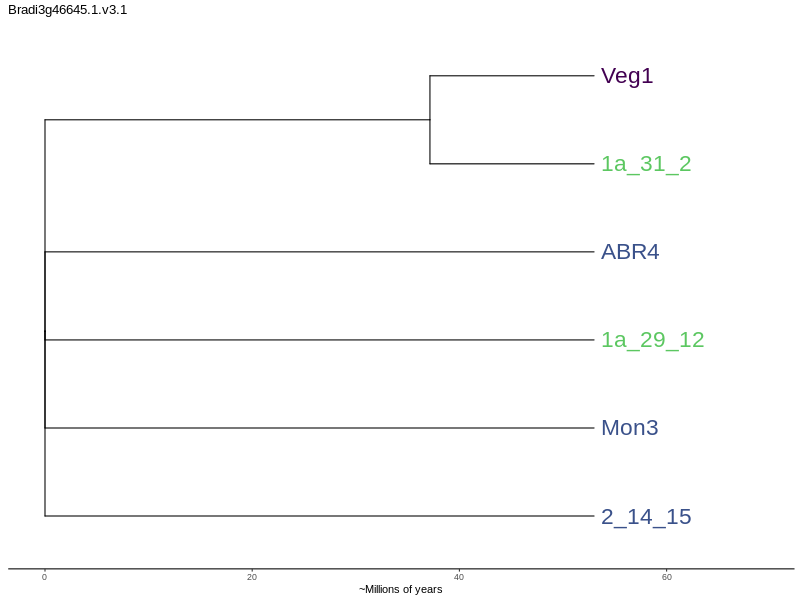 Bradi3g46645.1.v3.1
Veg1
1a_31_2
ABR4
1a_29_12
Mon3
2_14_15
0 20 40 60
~Millions of years